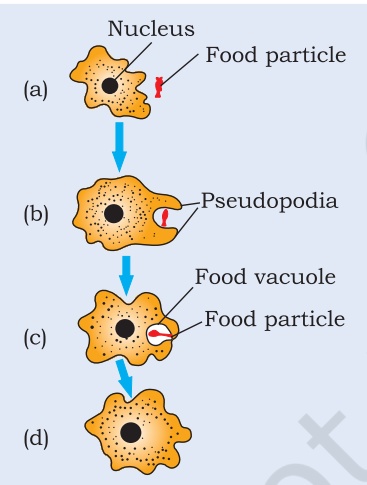 Nucleus
Food particle
(a)
Pseudopodia
(b)
Food vacuole
Food particle
(c)
(d)